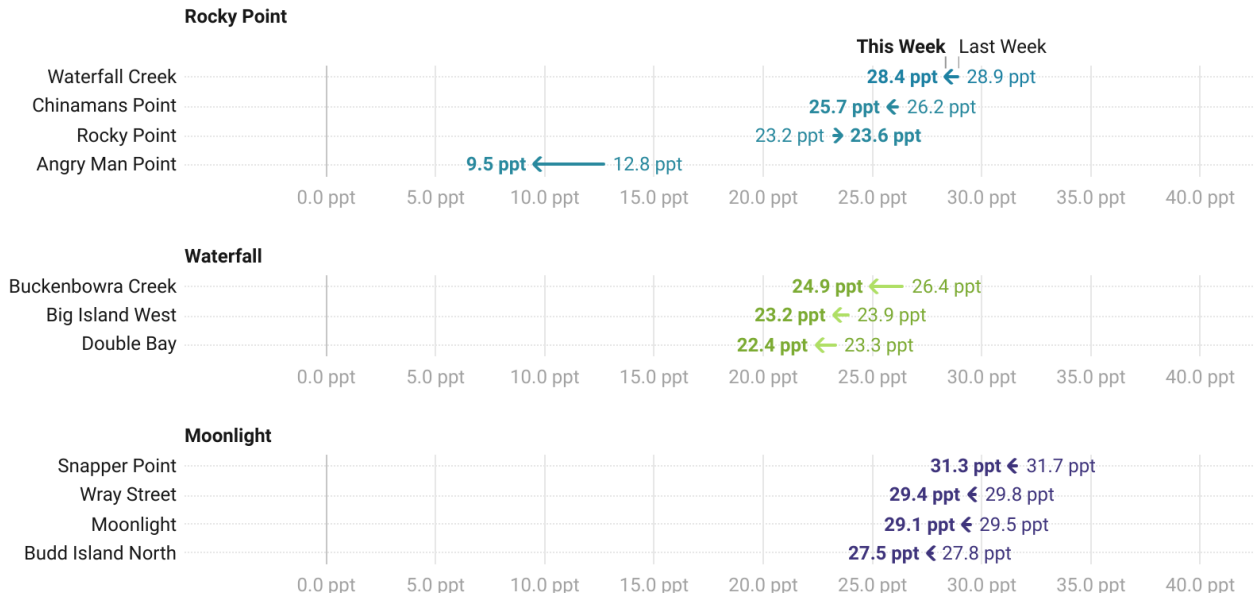 Rocky Point
This Week Last Week
Waterfall Creek 28.4 ppt 28.9 ppt
Chinamans Point 25.7 ppt 26.2 ppt
Rocky Point 23.2 ppt 23.6 ppt
Angry Man Point 9.5 ppt 12.8 ppt
0.0 ppt 5.0 ppt 10.0 ppt 15.0 ppt 20.0 ppt 25.0 ppt 30.0 ppt 35.0 ppt 40.0 ppt
Waterfall
Buckenbowra Creek 24.9 ppt 26.4 ppt
Big Island West 23.2 ppt 23.9 ppt
Double Bay 22.4 ppt 23.3 ppt
0.0 ppt 5.0 ppt 10.0 ppt 15.0 ppt 20.0 ppt 25.0 ppt 30.0 ppt 35.0 ppt 40.0 ppt
Moonlight
Snapper Point 31.3 ppt 31.7 ppt
Wray Street 29.4 ppt 29.8 ppt
Moonlight 29.1 ppt 29.5 ppt
Budd Island North 27.5 ppt 27.8 ppt
0.0 ppt 5.0 ppt 10.0 ppt 15.0 ppt 20.0 ppt 25.0 ppt 30.0 ppt 35.0 ppt 40.0 ppt